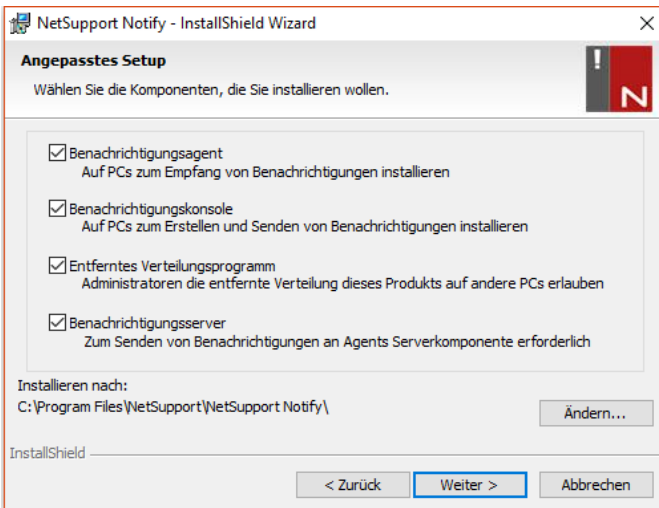 NetSupport Notify - InstallShield Wizard
Angepasstes Setup
Wählen Sie die Komponenten, die Sie installieren wollen.
! N
Benachrichtigungsagent
Auf PCs zum Empfang von Benachrichtigungen installieren
Benachrichtigungskonsole
Auf PCs zum Erstellen und Senden von Benachrichtigungen installieren
Entferntes Verteilungsprogramm
Administratoren die entfernte Verteilung dieses Produkts auf andere PCs erlauben
Benachrichtigungsserver
Zum Senden von Benachrichtigungen an Agents Serverkomponente erforderlich
Installieren nach:
C:\Program Files\NetSupport\NetSupport Notify\
Ändern...
InstallShield
< Zurück Weiter > Abbrechen